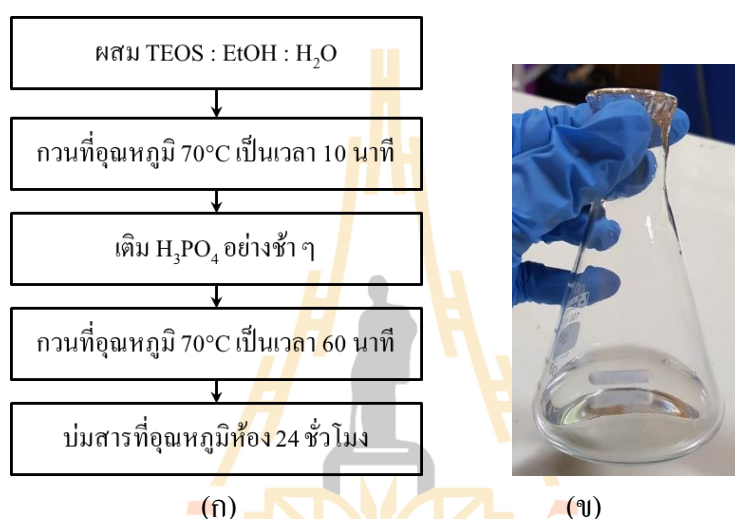 ผสม TEOS : EtOH : H₂O
กวนที่อุณหภูมิ 70°C เป็นเวลา 10 นาที
เติม H₃PO₄ อย่างช้า ๆ
กวนที่อุณหภูมิ 70°C เป็นเวลา 60 นาที
บ่มสารที่อุณหภูมิห้อง 24 ชั่วโมง
(ก)
(ข)